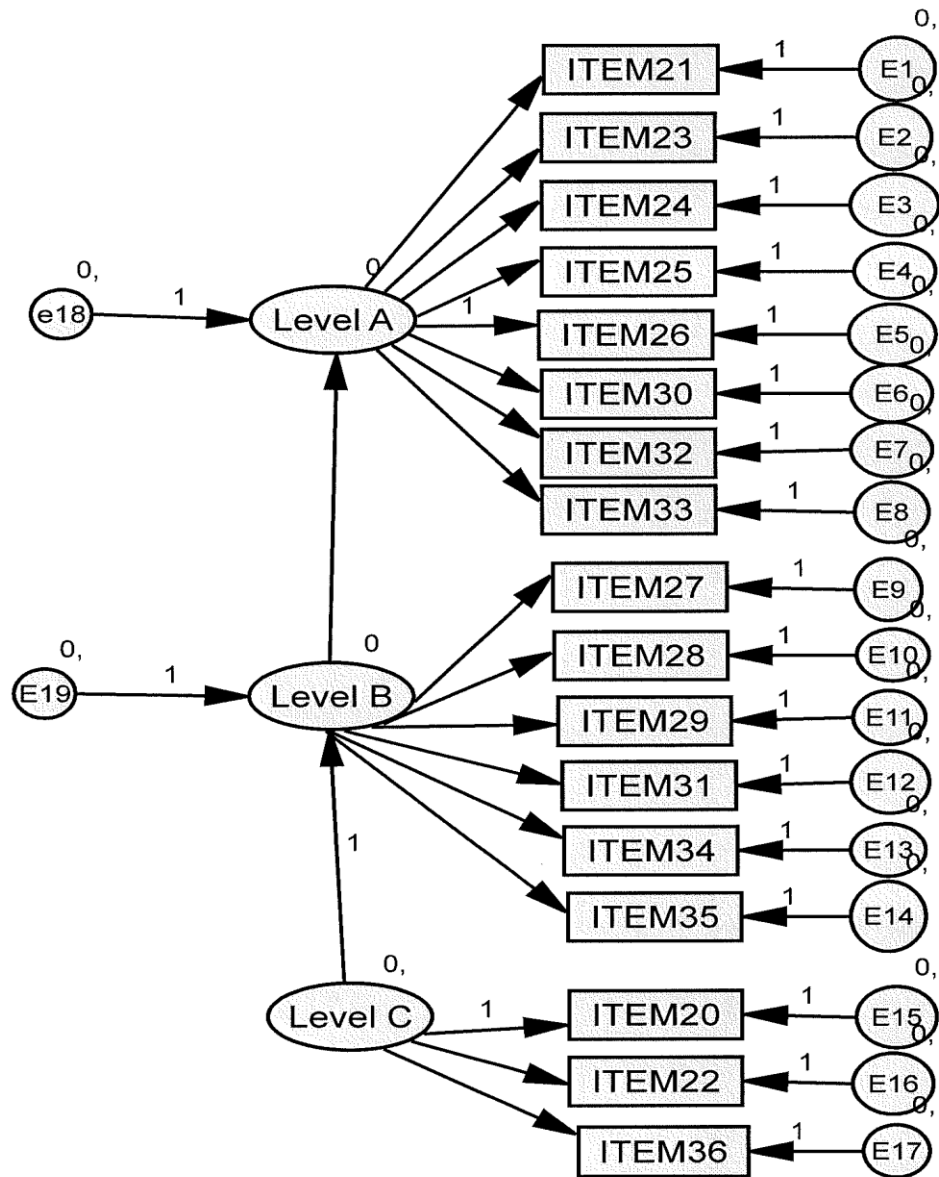 0,
ITEM21 1 E1
0,
ITEM23 1 E2
0,
ITEM24 1 E3
0,
0, 0 ITEM25 1 E4
0,
e18 1 Level A 1 ITEM26 1 E5
0,
ITEM30 1 E6
0,
ITEM32 1 E7
0,
ITEM33 1 E8
0,
ITEM27 1 E9
0,
0, 0 ITEM28 1 E10
0,
E19 1 Level B ITEM29 1 E11
0,
ITEM31 1 E12
0,
1 ITEM34 1 E13
0,
ITEM35 1 E14
0, 0,
Level C 1 ITEM20 1 E15
0,
ITEM22 1 E16
0,
ITEM36 1 E17